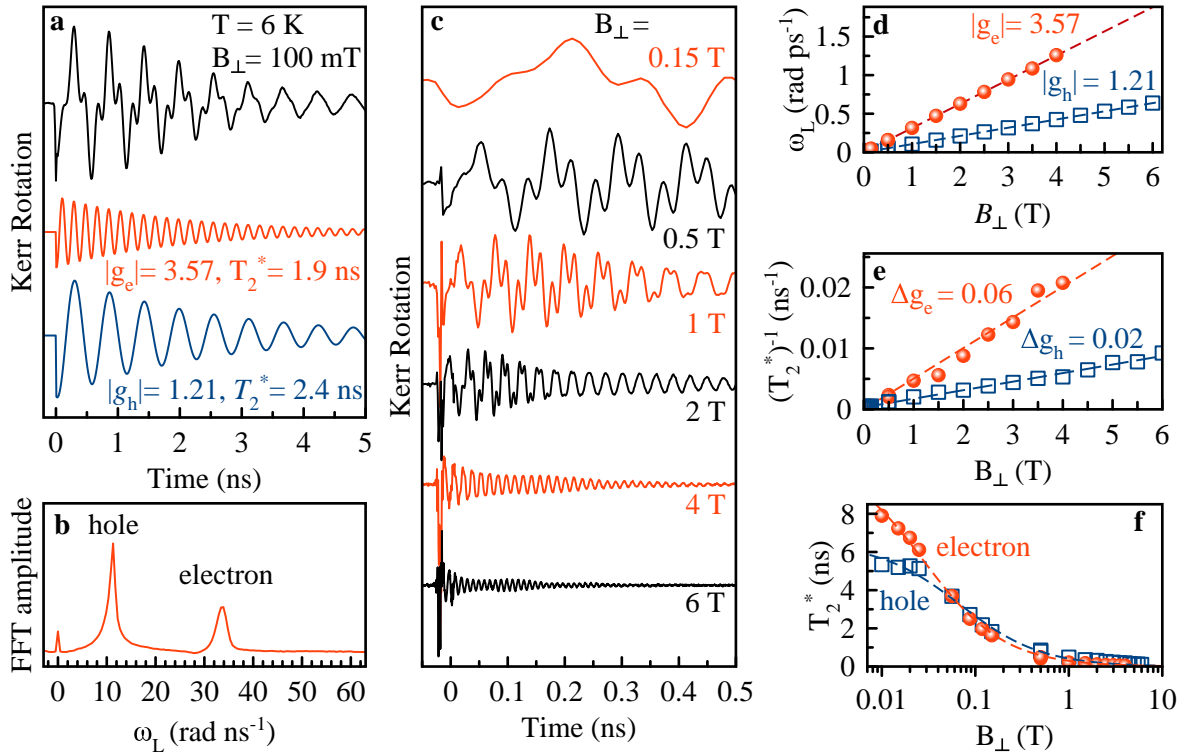 a
T = 6 K
B⊥= 100 mT
Kerr Rotation
|gₑ|= 3.57, T₂*= 1.9 ns
|gₕ|= 1.21, T₂*= 2.4 ns
0 1 2 3 4 5
Time (ns)
b
hole
electron
FFT amplitude
0 10 20 30 40 50 60
ω_L (rad ns⁻¹)
c
B⊥=
0.15 T
0.5 T
1 T
2 T
4 T
6 T
Kerr Rotation
0 0.1 0.2 0.3 0.4 0.5
Time (ns)
d
|gₑ|= 3.57
|gₕ|= 1.21
ω_L (rad ps⁻¹)
1.5
1
0.5
0
0 1 2 3 4 5 6
B⊥ (T)
e
Δgₑ = 0.06
Δgₕ = 0.02
(T₂*)⁻¹ (ns⁻¹)
0.02
0.01
0
0 1 2 3 4 5 6
B⊥ (T)
f
electron
hole
T₂* (ns)
8
6
4
2
0
0.01 0.1 1 10
B⊥ (T)